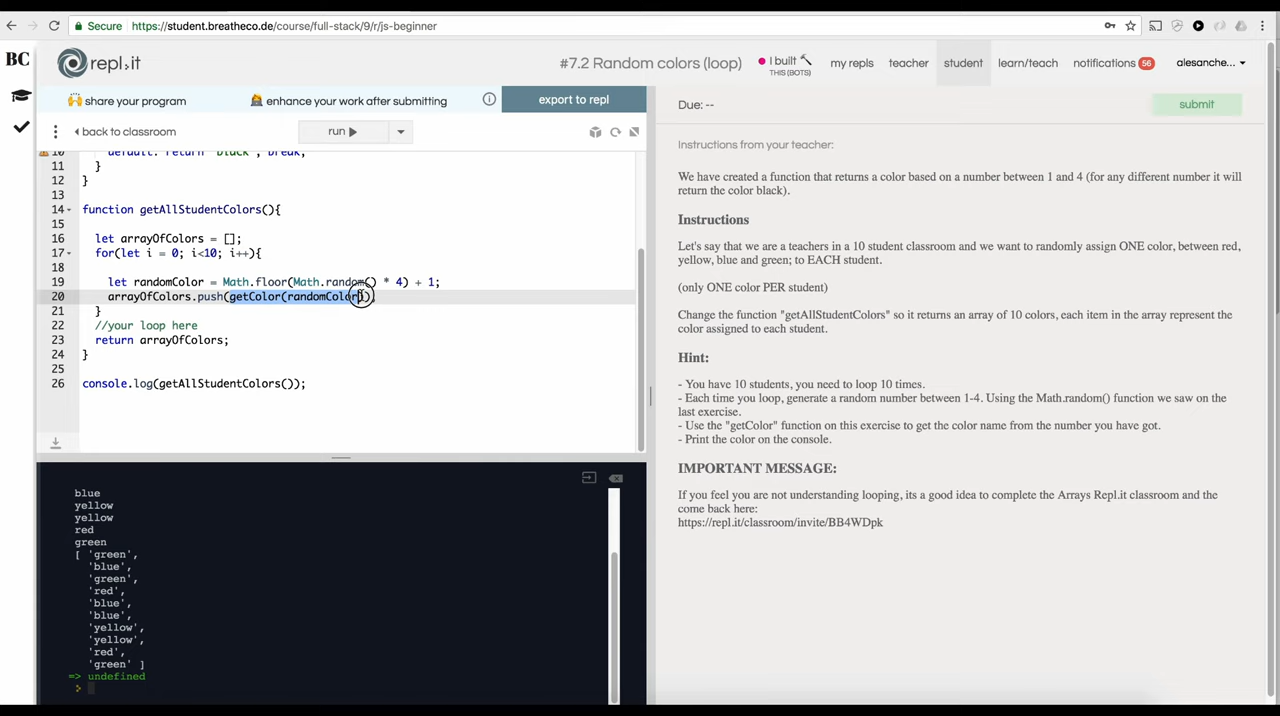 Secure https://student.breatheco.de/course/full-stack/9/r/js-beginner
BC
repl.it
#7.2 Random colors (loop)
I built
THIS (BOTS)
my repls
teacher
student
learn/teach
notifications 56
alesanche...
share your program
enhance your work after submitting
export to repl
back to classroom
run
10 default: return "black"; break;
11 }
12 }
13
14 function getAllStudentColors(){
15
16 let arrayOfColors = [];
17 for(let i = 0; i<10; i++){
18
19 let randomColor = Math.floor(Math.random() * 4) + 1;
20 arrayOfColors.push(getColor(randomColor));
21 }
22 //your loop here
23 return arrayOfColors;
24 }
25
26 console.log(getAllStudentColors());
blue
yellow
yellow
red
green
[ 'green',
'blue',
'green',
'red',
'blue',
'blue',
'yellow',
'yellow',
'red',
'green' ]
=> undefined
Due: --
submit
Instructions from your teacher:
We have created a function that returns a color based on a number between 1 and 4 (for any different number it will
return the color black).
Instructions
Let's say that we are a teachers in a 10 student classroom and we want to randomly assign ONE color, between red,
yellow, blue and green; to EACH student.
(only ONE color PER student)
Change the function "getAllStudentColors" so it returns an array of 10 colors, each item in the array represent the
color assigned to each student.
Hint:
- You have 10 students, you need to loop 10 times.
- Each time you loop, generate a random number between 1-4. Using the Math.random() function we saw on the
last exercise.
- Use the "getColor" function on this exercise to get the color name from the number you have got.
- Print the color on the console.
IMPORTANT MESSAGE:
If you feel you are not understanding looping, its a good idea to complete the Arrays Repl.it classroom and the
come back here:
https://repl.it/classroom/invite/BB4WDpk